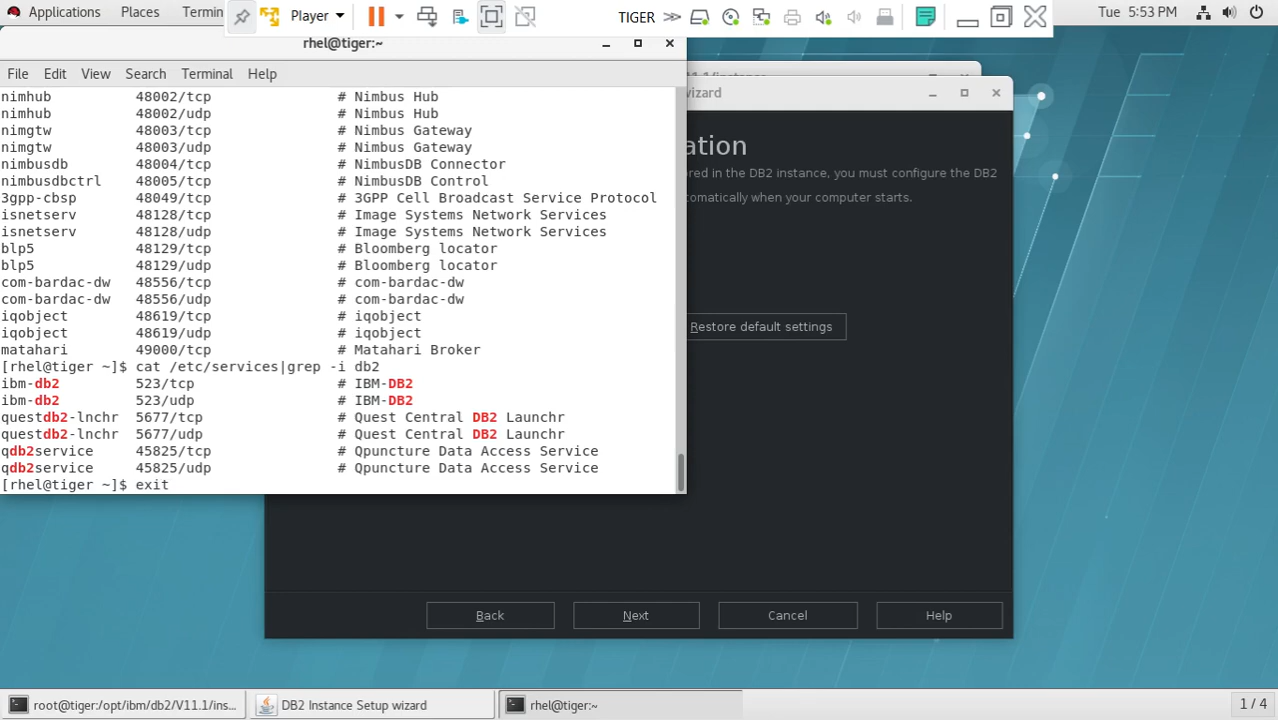 Applications Places Termin Player TIGER Tue 5:53 PM
rhel@tiger:~
File Edit View Search Terminal Help
nimhub 48002/tcp # Nimbus Hub
nimhub 48002/udp # Nimbus Hub
nimgtw 48003/tcp # Nimbus Gateway
nimgtw 48003/udp # Nimbus Gateway
nimbusdb 48004/tcp # NimbusDB Connector
nimbusdbctrl 48005/tcp # NimbusDB Control
3gpp-cbsp 48049/tcp # 3GPP Cell Broadcast Service Protocol
isnetserv 48128/tcp # Image Systems Network Services
isnetserv 48128/udp # Image Systems Network Services
blp5 48129/tcp # Bloomberg locator
blp5 48129/udp # Bloomberg locator
com-bardac-dw 48556/tcp # com-bardac-dw
com-bardac-dw 48556/udp # com-bardac-dw
iqobject 48619/tcp # iqobject
iqobject 48619/udp # iqobject
matahari 49000/tcp # Matahari Broker
[rhel@tiger ~]$ cat /etc/services|grep -i db2
ibm-db2 523/tcp # IBM-DB2
ibm-db2 523/udp # IBM-DB2
questdb2-lnchr 5677/tcp # Quest Central DB2 Launchr
questdb2-lnchr 5677/udp # Quest Central DB2 Launchr
qdb2service 45825/tcp # Qpuncture Data Access Service
qdb2service 45825/udp # Qpuncture Data Access Service
[rhel@tiger ~]$ exit
wizard
ation
ored in the DB2 instance, you must configure the DB2
utomatically when your computer starts.
Restore default settings
Back Next Cancel Help
root@tiger:/opt/ibm/db2/V11.1/ins... DB2 Instance Setup wizard rhel@tiger:~ 1 / 4